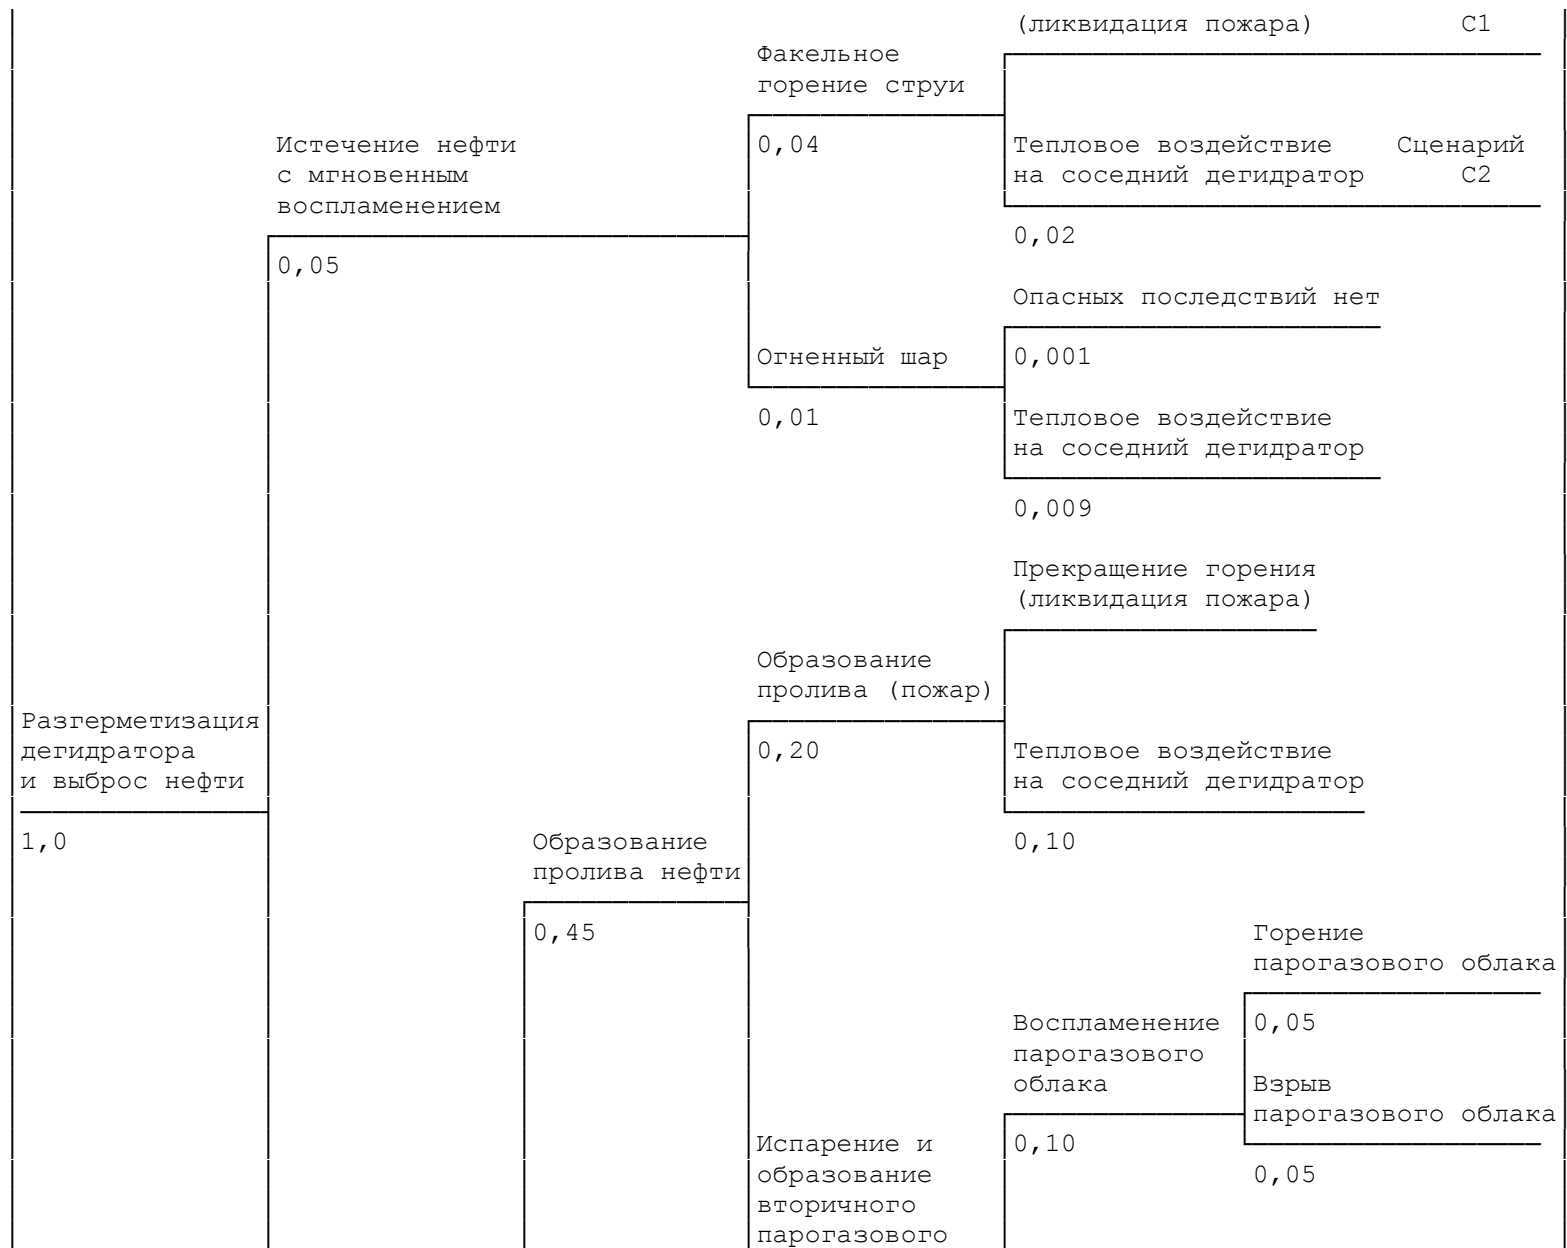 (ликвидация пожара) С1
Факельное
горение струи
Истечение нефти
с мгновенным
воспламенением
0,04
Тепловое воздействие Сценарий
на соседний дегидратор С2
0,02
0,05
Опасных последствий нет
Огненный шар
0,001
0,01
Тепловое воздействие
на соседний дегидратор
0,009
Прекращение горения
(ликвидация пожара)
Образование
пролива (пожар)
Разгерметизация
дегидратора
и выброс нефти
0,20
Тепловое воздействие
на соседний дегидратор
1,0
Образование
пролива нефти
0,10
0,45
Горение
парогазового облака
Воспламенение
парогазового
облака
0,05
Взрыв
парогазового облака
Испарение и
образование
вторичного
парогазового
0,10
0,05